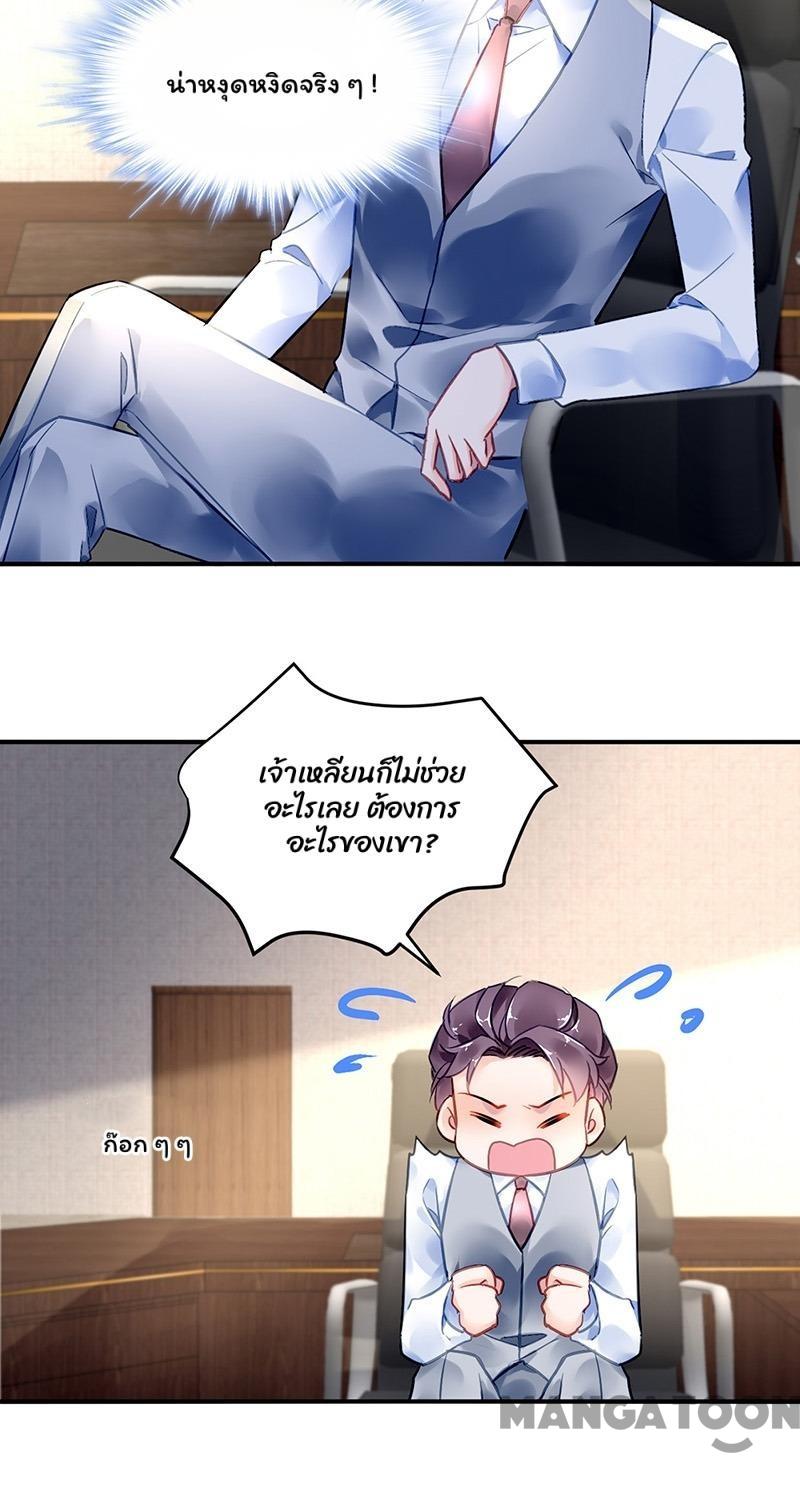 น่าหงุดหงิดจริง ๆ !
เจ้าเหลียนก็ไม่ช่วย
อะไรเลย ต้องการ
อะไรของเขา?
ก๊อก ๆ ๆ
MANGATOON